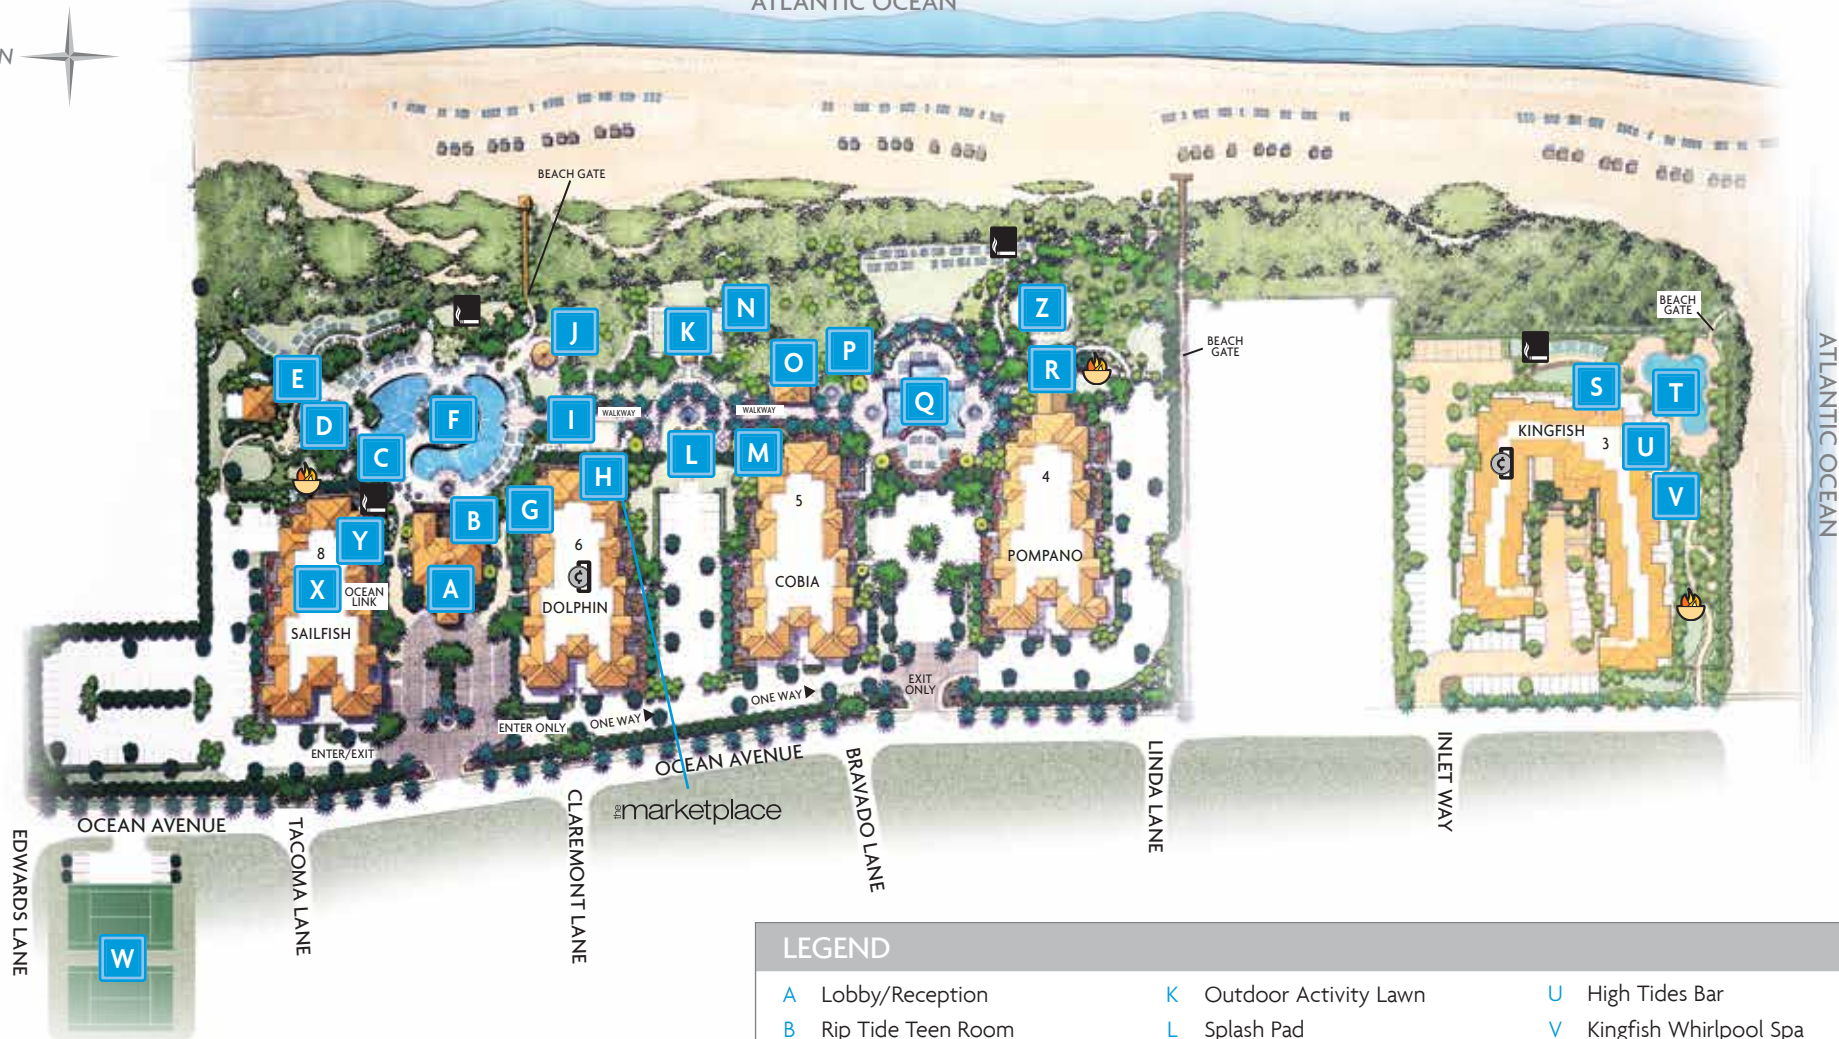 ATLANTIC OCEAN
N
BEACH GATE
J
K
N
Z
BEACH
GATE
E
O
P
R
BEACH
GATE
ATLANTIC OCEAN
D
I
WALKWAY
WALKWAY
Q
S
T
F
C
H
L
M
KINGFISH
3
U
B
G
5
4
V
8
Y
6
X
OCEAN
LINK
A
DOLPHIN
COBIA
POMPANO
SAILFISH
ENTER/EXIT
ENTER ONLY
ONE WAY
ONE WAY
EXIT
ONLY
OCEAN AVENUE
the marketplace
OCEAN AVENUE
EDWARDS LANE
TACOMA LANE
CLAREMONT LANE
BRAVADO LANE
LINDA LANE
INLET WAY
W
LEGEND
A Lobby/Reception
K Outdoor Activity Lawn
U High Tides Bar
B Rip Tide Teen Room
L Splash Pad
V Kingfish Whirlpool Spa